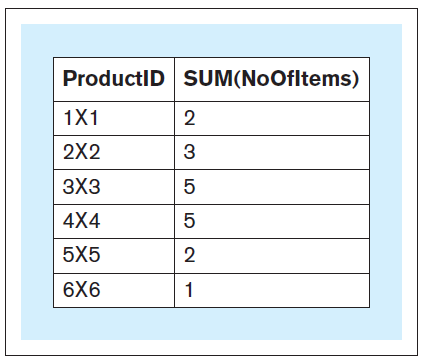 ProductID SUM(NoOfItems)
1X1 2
2X2 3
3X3 5
4X4 5
5X5 2
6X6 1